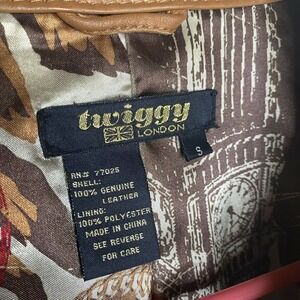 twiggy
LONDON
S
RN# 77025
SHELL:
100% GENUINE
LEATHER
LINING:
100% POLYESTER
MADE IN CHINA
SEE REVERSE
FOR CARE